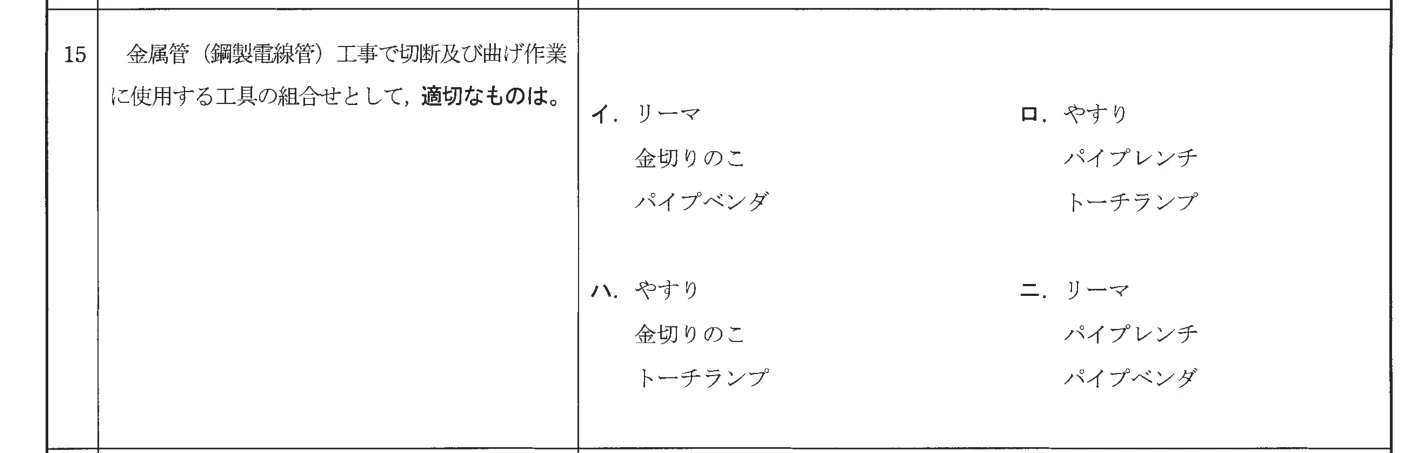 15
金属管(鋼製電線管)工事で切断及び曲げ作業
に使用する工具の組合せとして,適切なものは。
イ.リーマ
金切りのこ
パイプベンダ
ロ.やすり
パイプレンチ
トーチランプ
ハ.やすり
金切りのこ
トーチランプ
ニ.リーマ
パイプレンチ
パイプベンダ